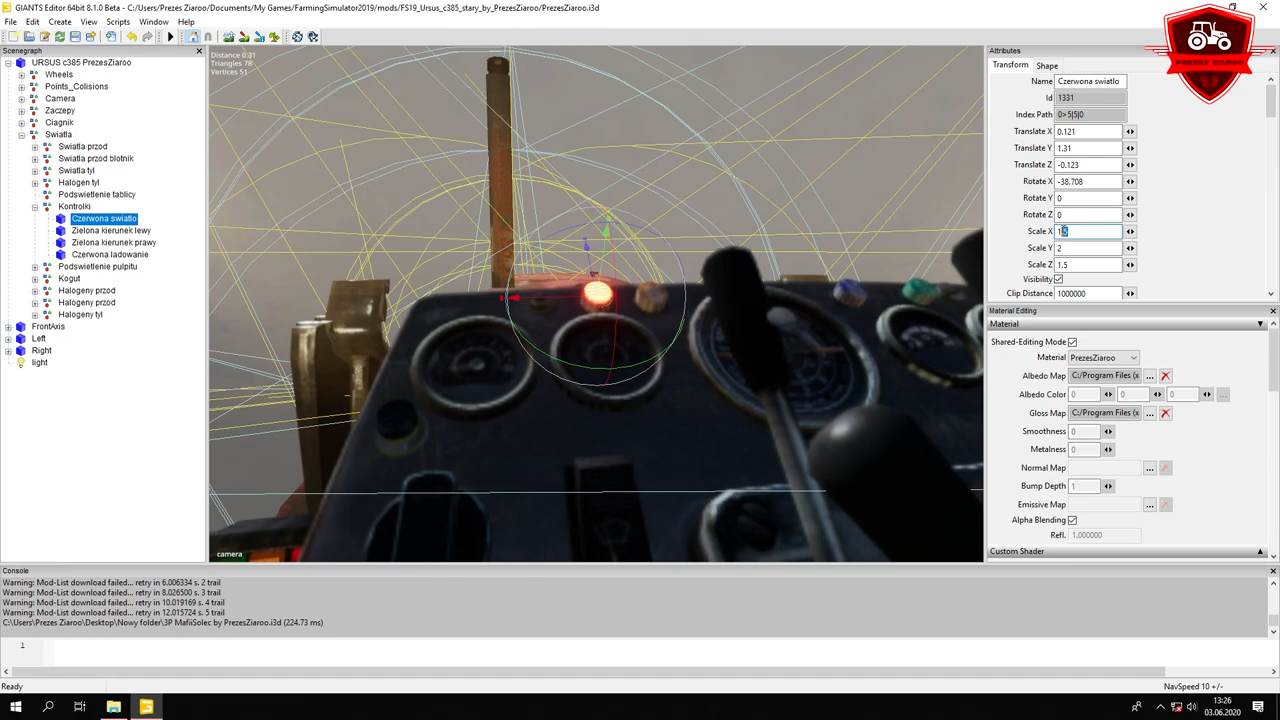 GIANTS Editor 64bit 8.1.0 Beta - C:/Users/Prezes Ziaroo/Documents/My Games/FarmingSimulator2019/mods/FS19_Ursus_c385_stary_by_PrezesZiaroo/PrezesZiaroo.i3d
File Edit Create View Scripts Window Help
Scenegraph
URSUS c385 PrezesZiaroo
Wheels
Points_Colisions
Camera
Zaczepy
Ciagnik
Swiatla
Swiatla przod
Swiatla przod blotnik
Swiatla tyl
Halogen tyl
Podswietlenie tablicy
Kontrolki
Czerwona swiatlo
Zielona kierunek lewy
Zielona kierunek prawy
Czerwona ladowanie
Podswietlenie pulpitu
Kogut
Halogeny przod
Halogeny przod
Halogeny tyl
FrontAxis
Left
Right
light
Distance 0.31
Triangles 78
Vertices 51
camera
PREZES ZIAROO
Attributes
Transform Shape
Name Czerwona swiatlo
Id 1331
Index Path 0>5|5|0
Translate X 0.121
Translate Y 1.31
Translate Z -0.123
Rotate X -38.708
Rotate Y 0
Rotate Z 0
Scale X 1.5
Scale Y 2
Scale Z 1.5
Visibility
Clip Distance 1000000
Material Editing
Material
Shared-Editing Mode
Material PrezesZiaroo
Albedo Map C:/Program Files (x ...
Albedo Color 0 0 0 ...
Gloss Map C:/Program Files (x ...
Smoothness 0
Metalness 0
Normal Map ...
Bump Depth 1
Emissive Map ...
Alpha Blending
Refl. 1.000000
Custom Shader
Console
Warning: Mod-List download failed... retry in 6.006334 s. 2 trail
Warning: Mod-List download failed... retry in 8.026500 s. 3 trail
Warning: Mod-List download failed... retry in 10.019169 s. 4 trail
Warning: Mod-List download failed... retry in 12.015724 s. 5 trail
C:\Users\Prezes Ziaroo\Desktop\Nowy folder\3P MafiiSolec by PrezesZiaroo.i3d (224.73 ms)
1
Ready
NavSpeed 10 +/-
13:26
03.06.2020